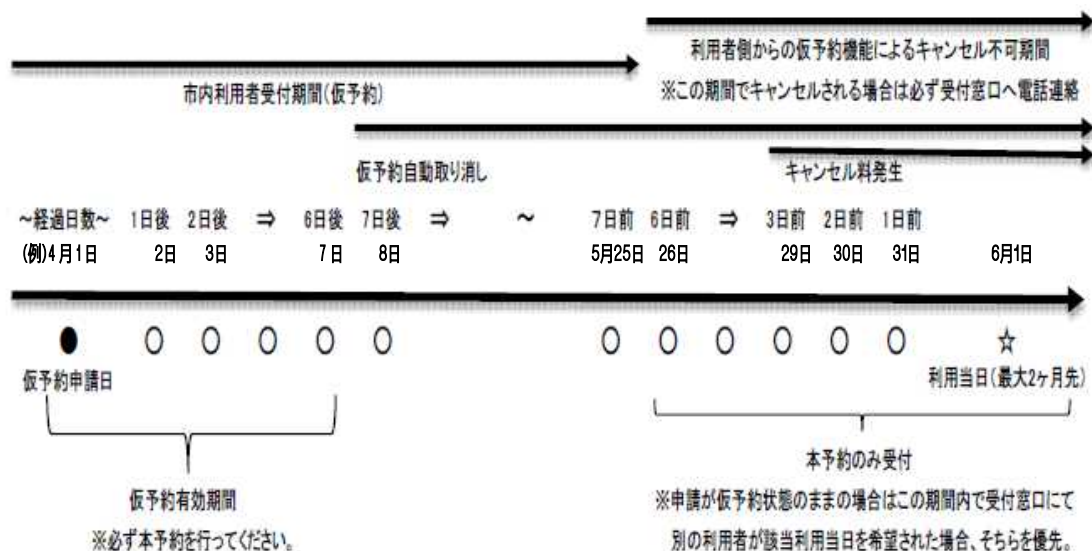 利用者側からの仮予約機能によるキャンセル不可期間
市内利用者受付期間(仮予約)
※この期間でキャンセルされる場合は必ず受付窓口へ電話連絡
仮予約自動取り消し
キャンセル料発生
~経過日数~ 1日後 2日後 ⇒ 6日後 7日後 ⇒ ~ 7日前 6日前 ⇒ 3日前 2日前 1日前
(例)4月1日 2日 3日 7日 8日 5月25日 26日 29日 30日 31日 6月1日
● ○ ○ ○ ○ ○ ○ ○ ○ ○ ○ ○ ☆
仮予約申請日
利用当日(最大2ヶ月先)
本予約のみ受付
仮予約有効期間
※申請が仮予約状態のままの場合はこの期間内で受付窓口にて
※必ず本予約を行ってください。
別の利用者が該当利用当日を希望された場合、そちらを優先。